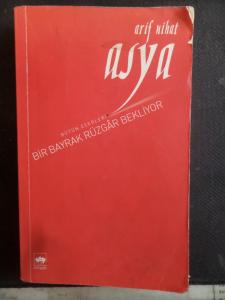 arif nihat
asya
BÜTÜN ESERLERİ
BİR BAYRAK RÜZGÂR BEKLİYOR